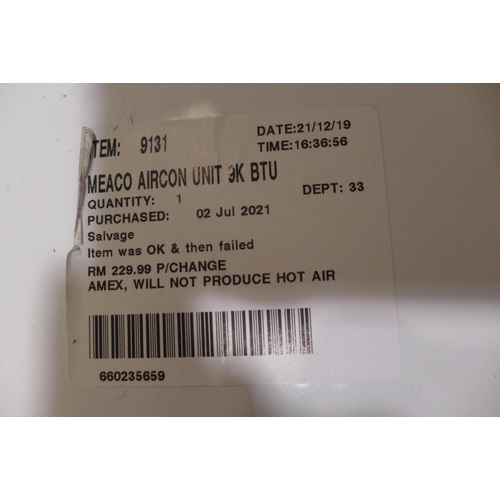 TEM: 9131
DATE:21/12/19
TIME:16:36:56
MEACO AIRCON UNIT 9K BTU
QUANTITY: 1
DEPT: 33
PURCHASED: 02 Jul 2021
Salvage
Item was OK & then failed
RM 229.99 P/CHANGE
AMEX, WILL NOT PRODUCE HOT AIR
660235659